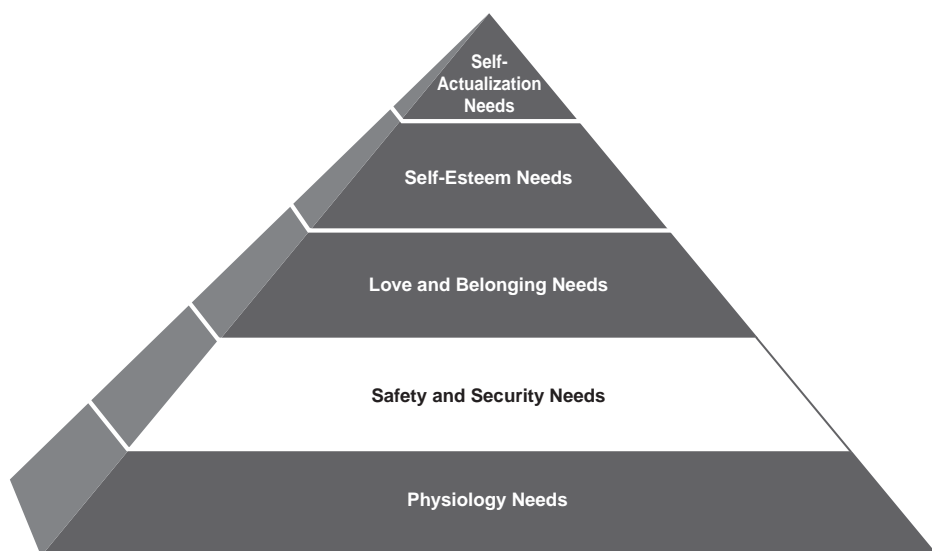 Self-
Actualization
Needs
Self-Esteem Needs
Love and Belonging Needs
Safety and Security Needs
Physiology Needs